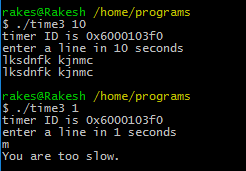 rakes@Rakesh /home/programs
$ ./time3 10
timer ID is 0x6000103f0
enter a line in 10 seconds
lksdnfk kjnmc
lksdnfk kjnmc
rakes@Rakesh /home/programs
$ ./time3 1
timer ID is 0x6000103f0
enter a line in 1 seconds
m
You are too slow.